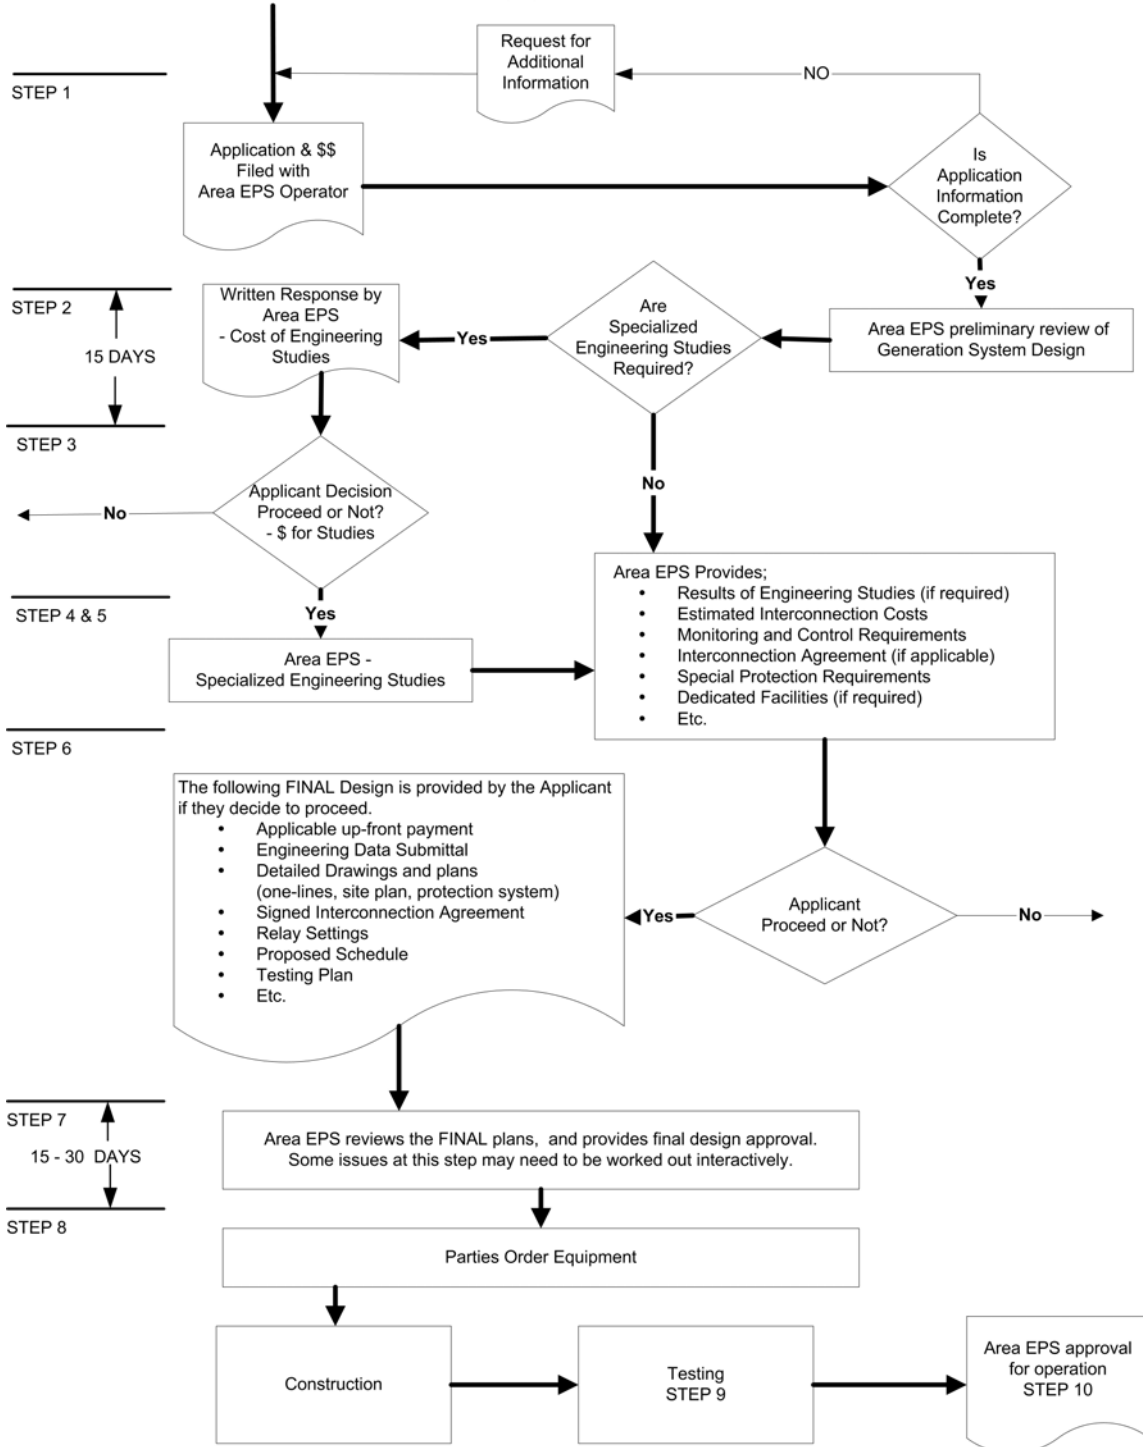 Request for
Additional
Information
NO
STEP 1
Application & $$
Filed with
Area EPS Operator
Is
Application
Information
Complete?
Yes
STEP 2
15 DAYS
Written Response by
Area EPS
- Cost of Engineering
Studies
Yes
Are
Specialized
Engineering Studies
Required?
Area EPS preliminary review of
Generation System Design
STEP 3
No
Applicant Decision
Proceed or Not?
- $ for Studies
No
STEP 4 & 5
Yes
Area EPS -
Specialized Engineering Studies
Area EPS Provides;
• Results of Engineering Studies (if required)
• Estimated Interconnection Costs
• Monitoring and Control Requirements
• Interconnection Agreement (if applicable)
• Special Protection Requirements
• Dedicated Facilities (if required)
• Etc.
STEP 6
The following FINAL Design is provided by the Applicant
if they decide to proceed.
• Applicable up-front payment
• Engineering Data Submittal
• Detailed Drawings and plans
(one-lines, site plan, protection system)
• Signed Interconnection Agreement
• Relay Settings
• Proposed Schedule
• Testing Plan
• Etc.
Yes
Applicant
Proceed or Not?
No
STEP 7
15 - 30 DAYS
Area EPS reviews the FINAL plans, and provides final design approval.
Some issues at this step may need to be worked out interactively.
STEP 8
Parties Order Equipment
Construction
Testing
STEP 9
Area EPS approval
for operation
STEP 10